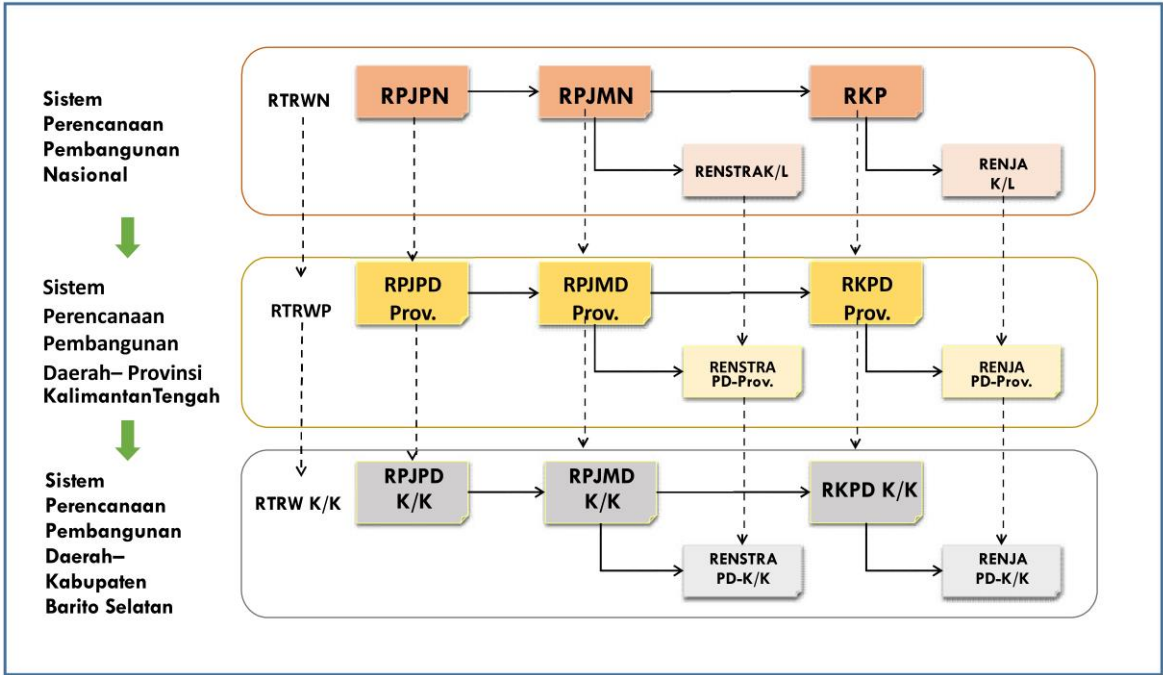 Sistem
Perencanaan
Pembangunan
Nasional
RTRWN
RPJPN
RPJMN
RKP
RENSTRAK/L
RENJA
K/L
Sistem
Perencanaan
Pembangunan
Daerah– Provinsi
KalimantanTengah
RTRWP
RPJPD
Prov.
RPJMD
Prov.
RKPD
Prov.
RENSTRA
PD-Prov.
RENJA
PD-Prov.
Sistem
Perencanaan
Pembangunan
Daerah–
Kabupaten
Barito Selatan
RTRW K/K
RPJPD
K/K
RPJMD
K/K
RKPD K/K
RENSTRA
PD-K/K
RENJA
PD-K/K